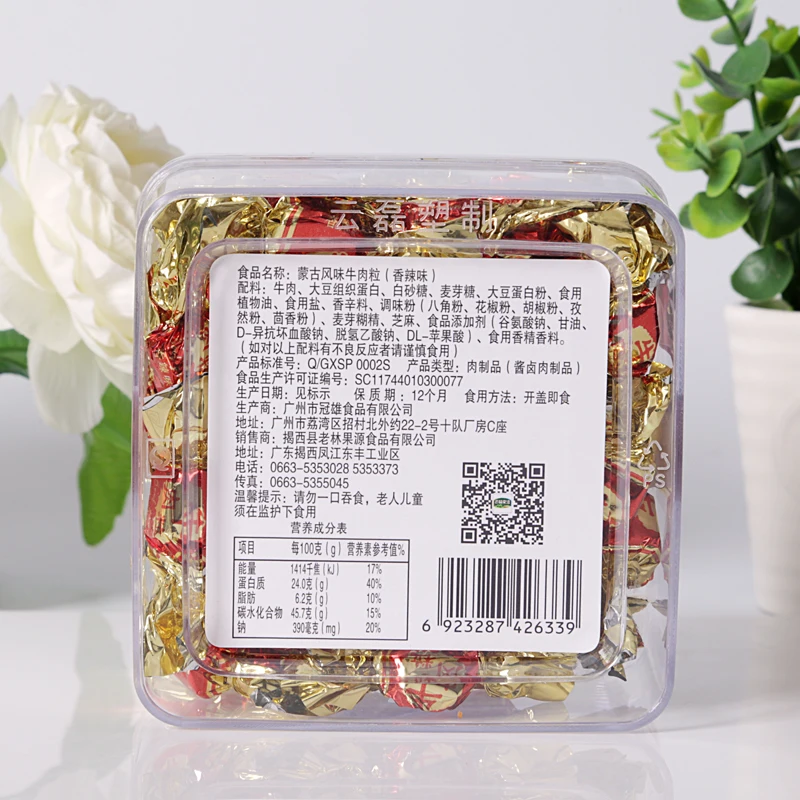 云磊塑制
食品名称：蒙古风味牛肉粒（香辣味）
配料：牛肉、大豆组织蛋白、白砂糖、麦芽糖、大豆蛋白粉、食用
植物油、食用盐、香辛料、调味粉（八角粉、花椒粉、胡椒粉、孜
然粉、茴香粉）、麦芽糊精、芝麻、食品添加剂（谷氨酸钠、甘油、
D-异抗坏血酸钠、脱氢乙酸钠、DL-苹果酸）、食用香精香料。
（如对以上配料有不良反应者请谨慎食用）
产品标准号：Q/GXSP 0002S 产品类型：肉制品（酱卤肉制品）
食品生产许可证编号：SC11744010300077
生产日期：见标示 保质期：12个月 食用方法：开盖即食
生产商：广州市冠雄食品有限公司
地址：广州市荔湾区招村北外约22-2号十队厂房C座
销售商：揭西县老林果源食品有限公司
地址：广东揭西凤江东丰工业区
电话：0663-5353028 5353373
传真：0663-5355045
温馨提示：请勿一口吞食，老人儿童
须在监护下食用
营养成分表
项目 每100克(g) 营养素参考值%
能量 1414千焦(kJ) 17%
蛋白质 24.0克(g) 40%
脂肪 6.2克(g) 10%
碳水化合物 45.7克(g) 15%
钠 390毫克(mg) 20%
6 923287 426339
PS